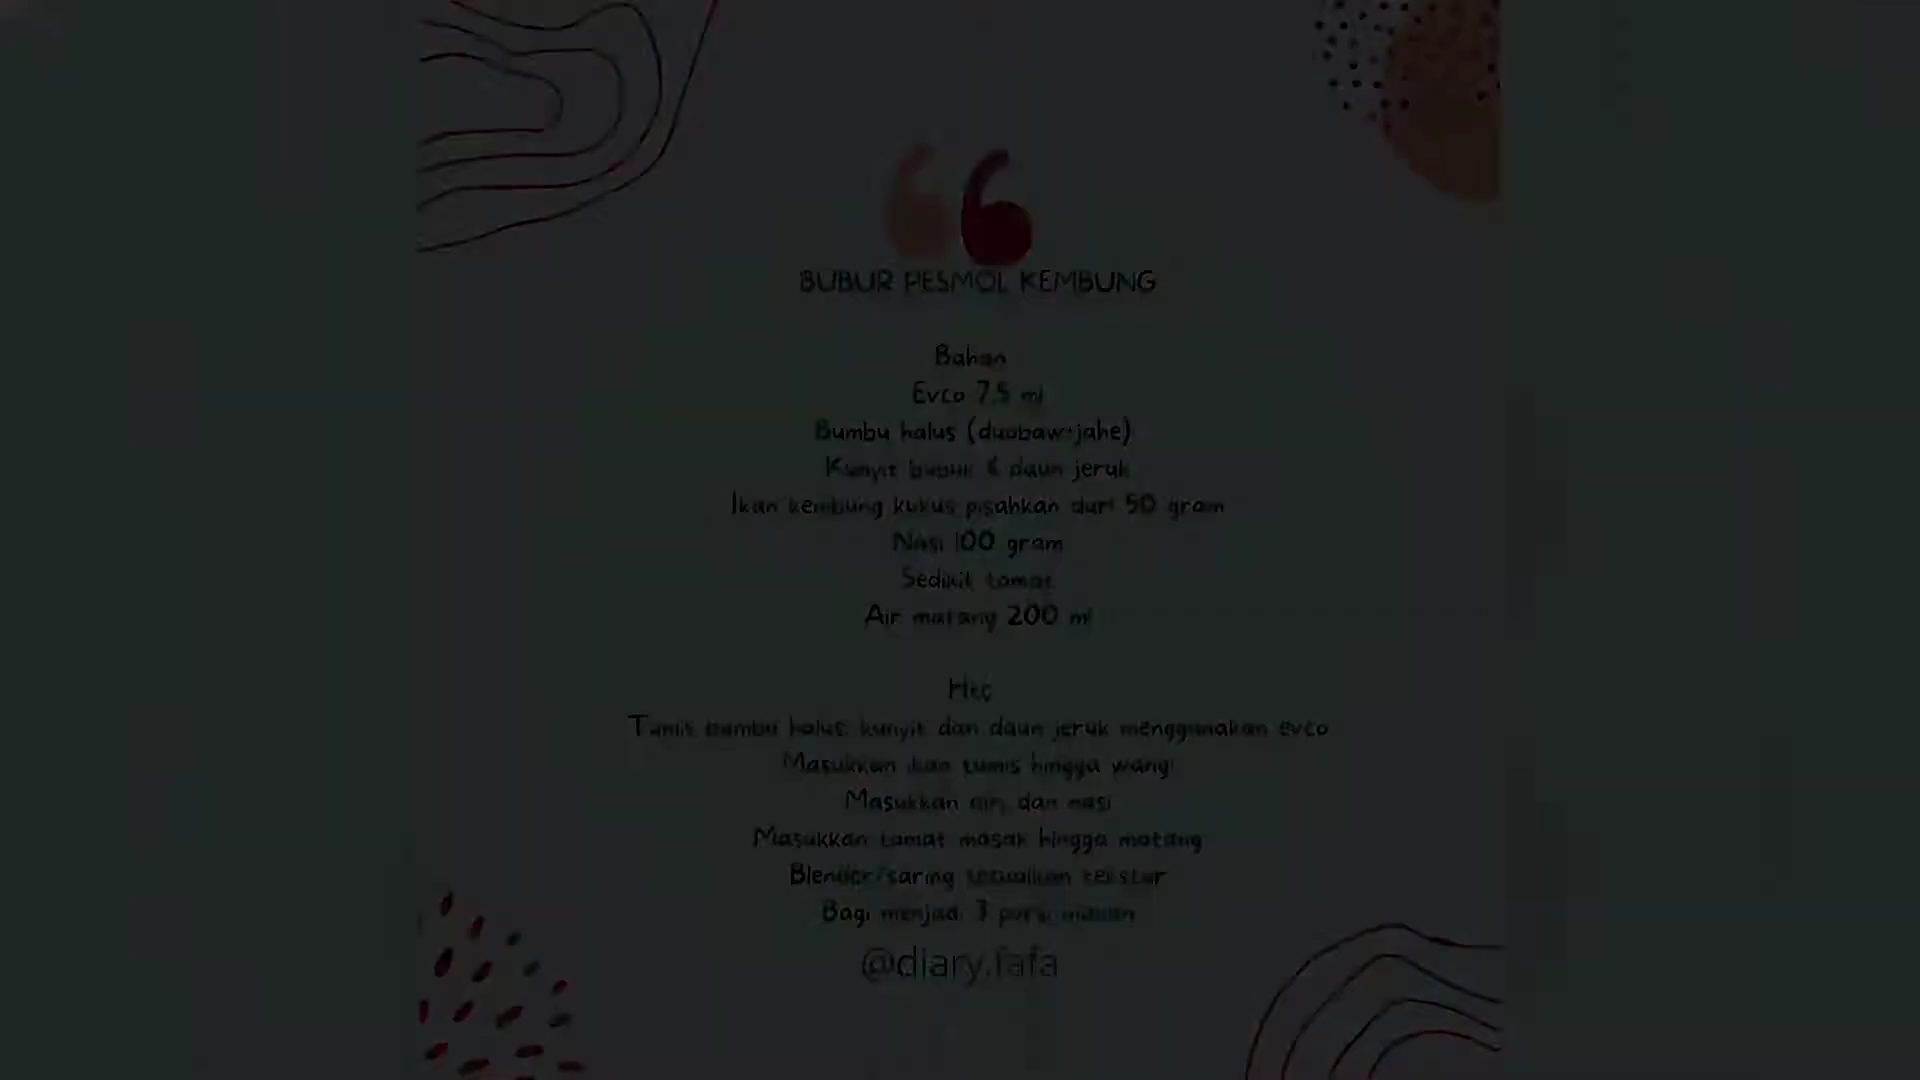 BUBUR PESMOL KEMBUNG
Bahan
Evco 7,5 ml
Bumbu halus (duobaw+jahe)
Kunyit bubuk & daun jeruk
Ikan kembung kukus pisahkan duri 50 gram
Nasi 100 gram
Sedikit tomat
Air matang 200 ml
Htc
Tumis bumbu halus, kunyit dan daun jeruk menggunakan evco
Masukkan ikan tumis hingga wangi
Masukkan air, dan nasi
Masukkan tomat masak hingga matang
Blender/saring sesuaikan tekstur
Bagi menjadi 3 porsi makan
@diary.fafa